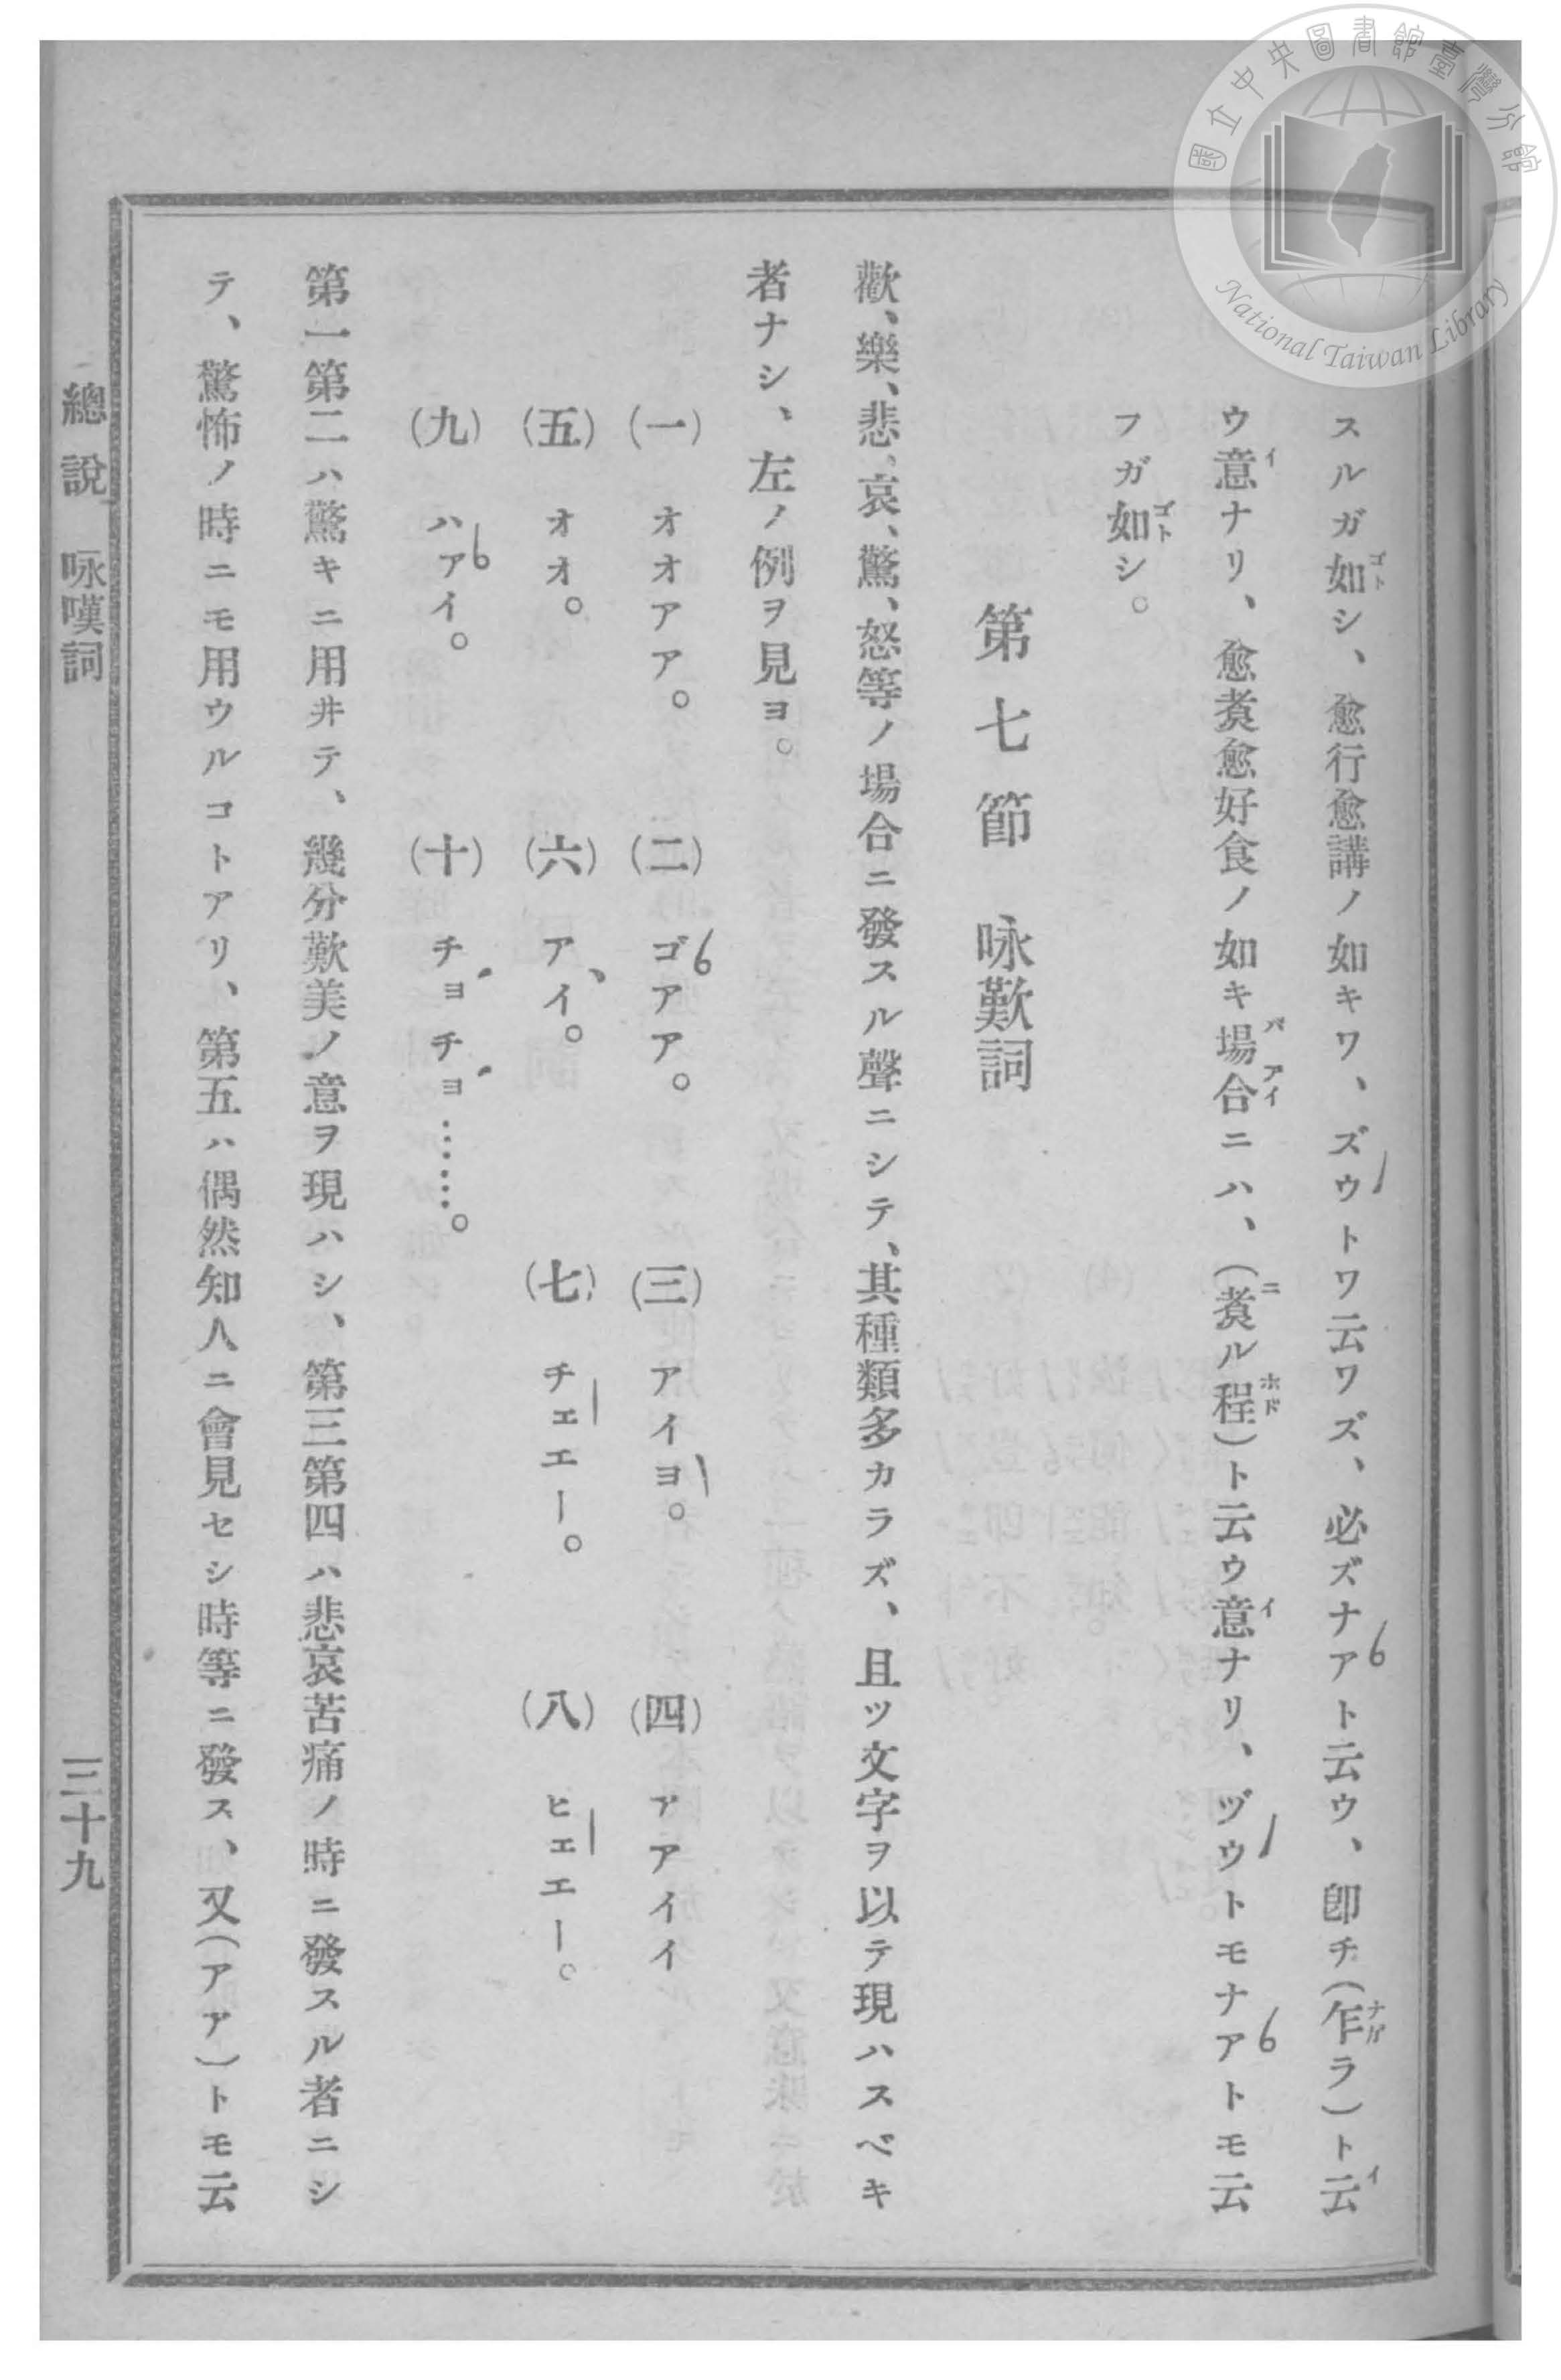 國立中央圖書館臺灣分館
National Taiwan Library
スルガ如シ、愈行愈講ノ如キワ、ズウトワ云ワズ、必ズナアト云ウ、卽チ(乍ラ)ト云
ウ意ナリ、愈煑愈好食ノ如キ場合ニハ、(煑ル程)ト云ウ意ナリ、ヅウトモナアトモ云
フガ如シ。
第七節 咏歎詞
歡、樂、悲、哀、驚、怒等ノ場合ニ發スル聲ニシテ、其種類多カラズ、且ツ文字ヲ以テ現ハスベキ
者ナシ、左ノ例ヲ見ヨ。
(一) オオアア。 (二) ゴアア。 (三) アイヨ。 (四) アアイイ
(五) オオ。 (六) アイ。 (七) チェエー。 (八) ヒェエー。
(九) ハアイ。 (十) チョチョ……。
第一第二ハ驚キニ用井テ、幾分歎美ノ意ヲ現ハシ、第三第四ハ悲哀苦痛ノ時ニ發スル者ニシ
テ、驚怖ノ時ニモ用ウルコトアリ、第五ハ偶然知人ニ會見セシ時等ニ發ス、又(アア)トモ云
總說 咏嘆詞 三十九